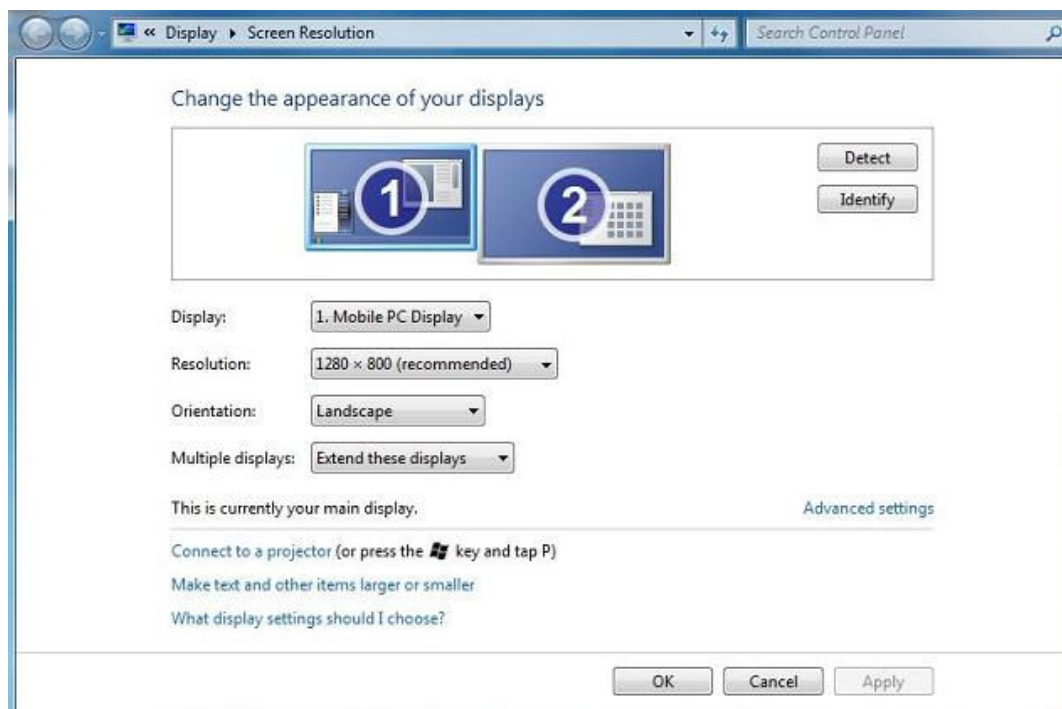 « Display ▸ Screen Resolution
Search Control Panel
Change the appearance of your displays
1
2
Detect
Identify
Display: 1. Mobile PC Display
Resolution: 1280 × 800 (recommended)
Orientation: Landscape
Multiple displays: Extend these displays
This is currently your main display. Advanced settings
Connect to a projector (or press the key and tap P)
Make text and other items larger or smaller
What display settings should I choose?
OK Cancel Apply